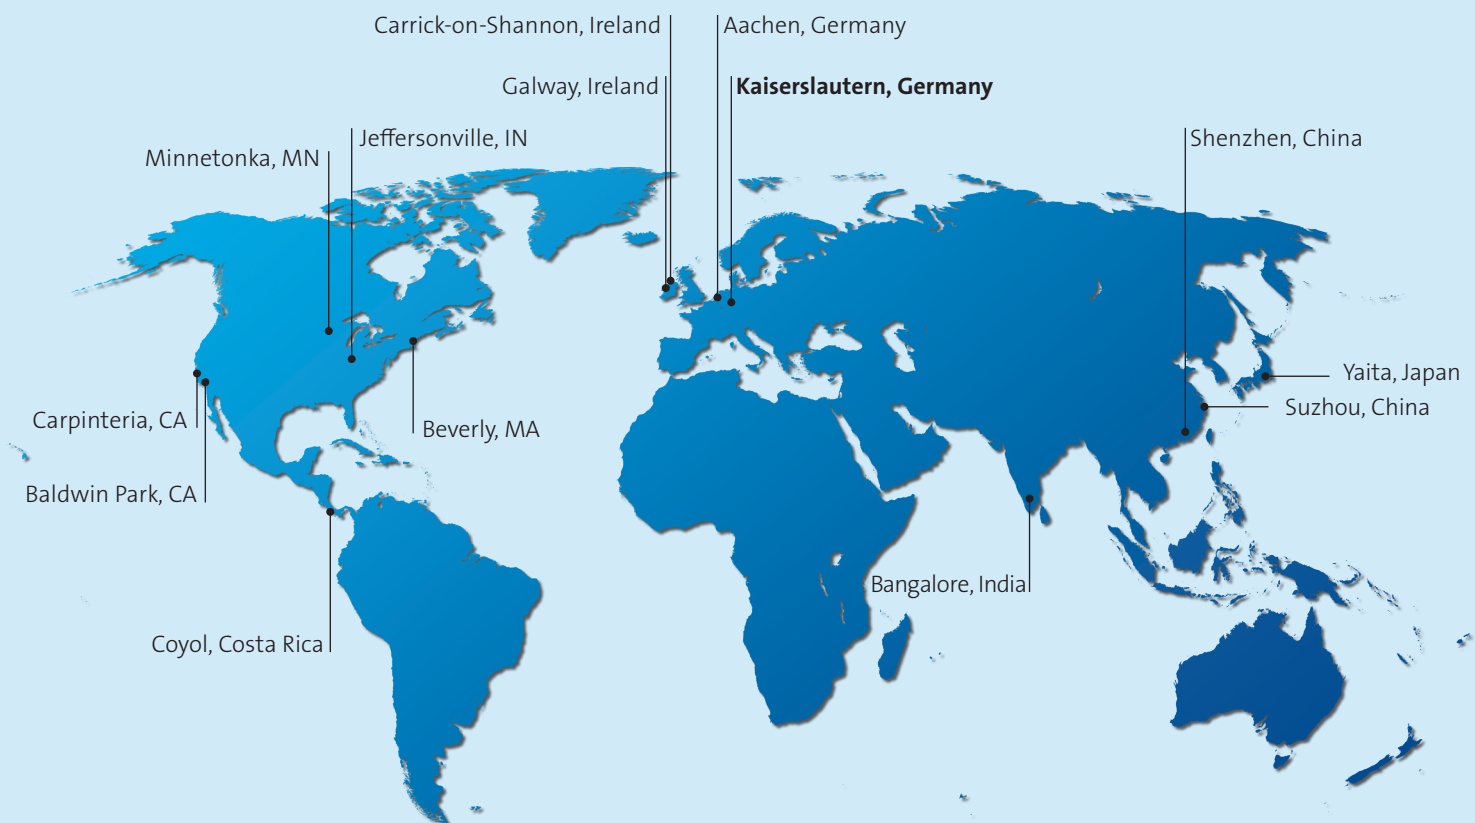 Carrick-on-Shannon, Ireland
Aachen, Germany
Galway, Ireland
Kaiserslautern, Germany
Jeffersonville, IN
Shenzhen, China
Minnetonka, MN
Yaita, Japan
Suzhou, China
Carpinteria, CA
Beverly, MA
Baldwin Park, CA
Bangalore, India
Coyol, Costa Rica